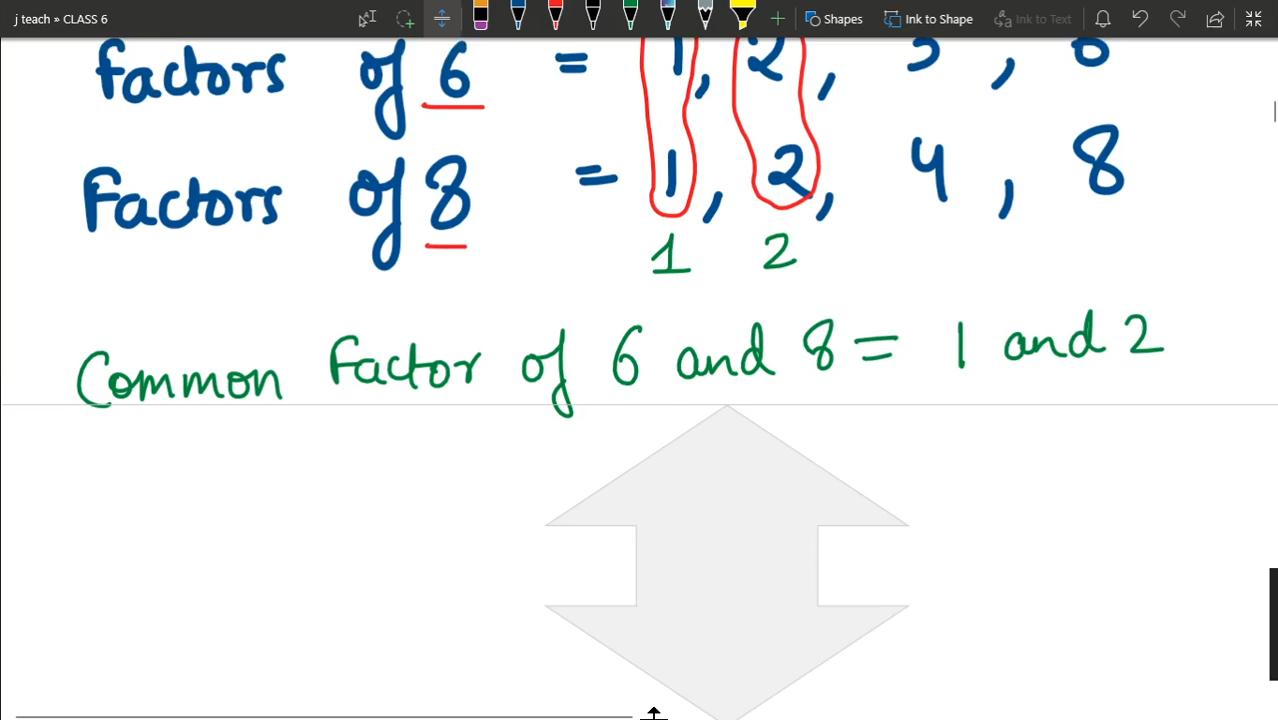 j teach » CLASS 6
Shapes
Ink to Shape
Ink to Text
factors of 6 = 1, 2, 3, 6
Factors of 8 = 1, 2, 4, 8
1 2
Common Factor of 6 and 8 = 1 and 2